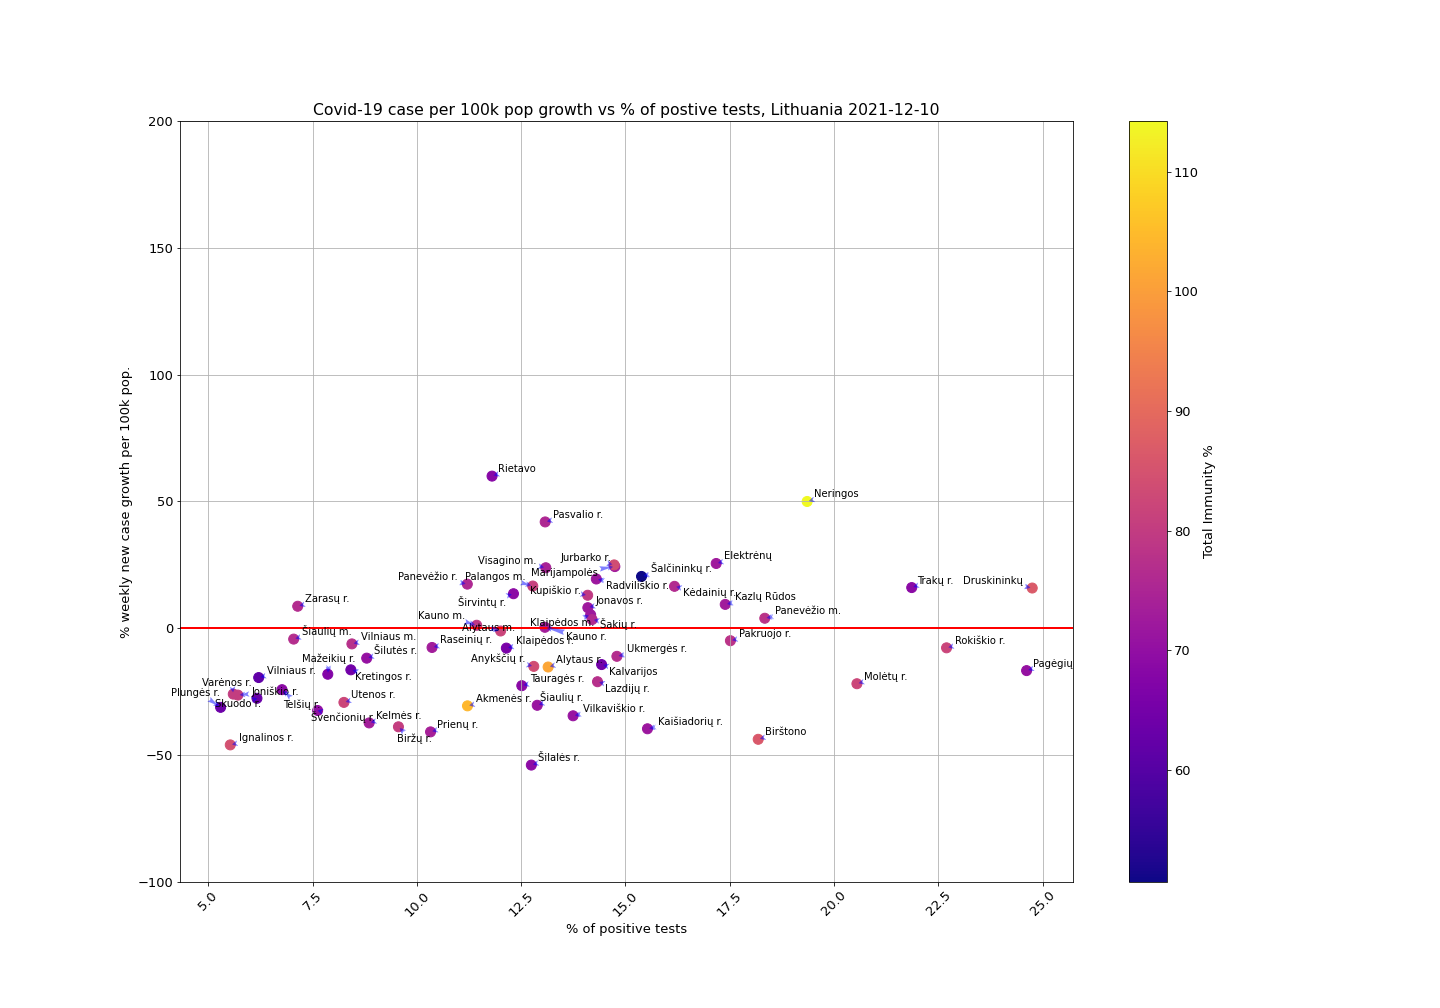 Covid-19 case per 100k pop growth vs % of postive tests, Lithuania 2021-12-10
200
150
100
50
0
−50
−100
% weekly new case growth per 100k pop.
Rietavo
Neringos
Pasvalio r.
Visagino m.
Jurbarko r.
Elektrėnų
Panevėžio r.
Palangos m.
Marijampolės
Šalčininkų r.
Radviliškio r.
Kupiškio r.
Kėdainių r.
Trakų r.
Druskininkų
Širvintų r.
Jonavos r.
Kazlų Rūdos
Zarasų r.
Kauno m.
Panevėžio m.
Alytaus m.
Klaipėdos m.
Šakių r.
Šiaulių m.
Vilniaus m.
Raseinių r.
Klaipėdos r.
Kauno r.
Pakruojo r.
Rokiškio r.
Šilutės r.
Mažeikių r.
Anykščių r.
Alytaus r.
Ukmergės r.
Pagėgių
Vilniaus r.
Kretingos r.
Tauragės r.
Kalvarijos
Molėtų r.
Varėnos r.
Plungės r.
Joniškio r.
Lazdijų r.
Skuodo r.
Telšių r.
Utenos r.
Akmenės r.
Šiaulių r.
Švenčionių r.
Kelmės r.
Vilkaviškio r.
Prienų r.
Kaišiadorių r.
Biržų r.
Birštono
Ignalinos r.
Šilalės r.
5.0
7.5
10.0
12.5
15.0
17.5
20.0
22.5
25.0
% of positive tests
110
100
90
80
70
60
Total Immunity %